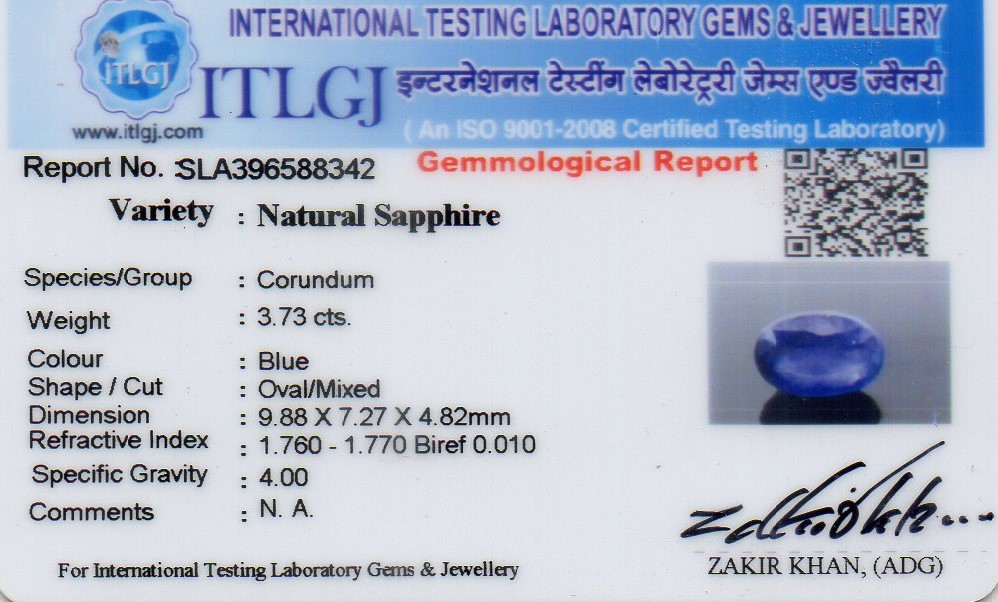 INTERNATIONAL TESTING LABORATORY GEMS & JEWELLERY
ITLGJ
ITLGJ
इन्टरनेशनल टेस्टींग लेबोरेट्ररी जेम्स एण्ड ज्वैलरी
www.itlgj.com
( An ISO 9001-2008 Certified Testing Laboratory)
Report No. :SLA396588342
Gemmological Report
Variety : Natural Sapphire
Species/Group : Corundum
Weight : 3.73 cts.
Colour : Blue
Shape / Cut : Oval/Mixed
Dimension : 9.88 X 7.27 X 4.82mm
Refractive Index : 1.760 - 1.770 Biref 0.010
Specific Gravity : 4.00
Comments : N. A.
For International Testing Laboratory Gems & Jewellery
ZAKIR KHAN, (ADG)